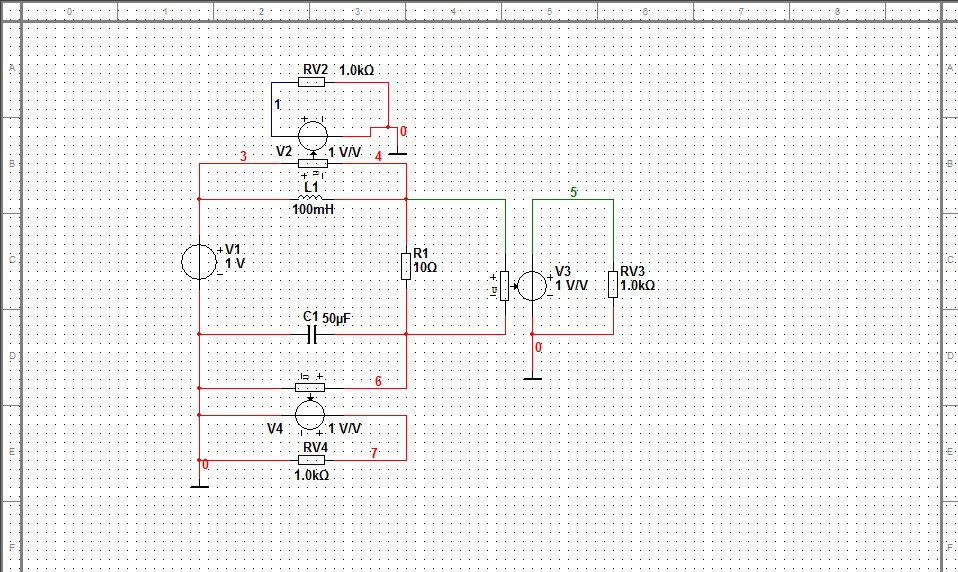 0 1 2 3 4 5 6 7 8
A A
RV2 1.0kΩ
1
0
V2 1 V/V
B 3 4 B
L1
100mH
5
V1
1 V
R1
10Ω
V3
1 V/V
RV3
1.0kΩ
C C
C1 50µF
0
D D
6
V4 1 V/V
RV4
7
1.0kΩ
0
E E
F F